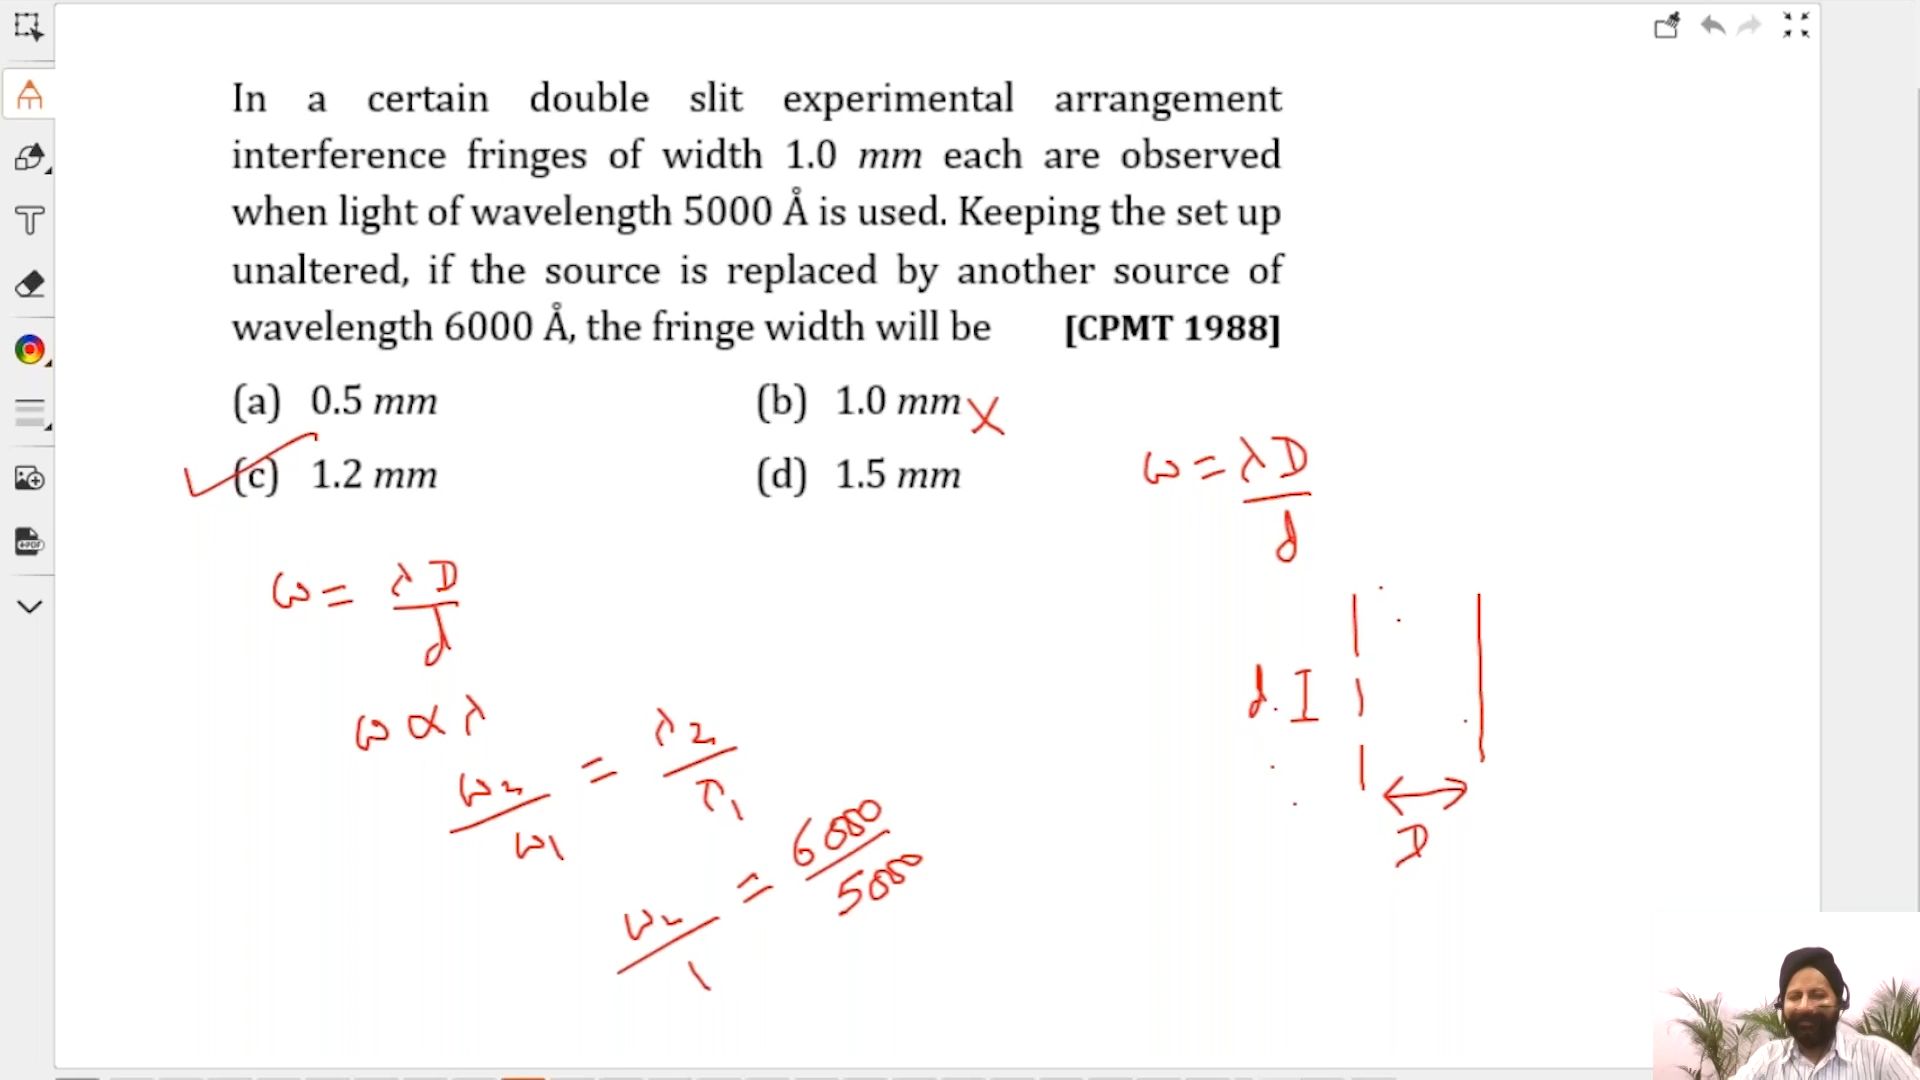 In a certain double slit experimental arrangement
interference fringes of width 1.0 mm each are observed
when light of wavelength 5000 Å is used. Keeping the set up
unaltered, if the source is replaced by another source of
wavelength 6000 Å, the fringe width will be [CPMT 1988]
(a) 0.5 mm (b) 1.0 mm X
(c) 1.2 mm (d) 1.5 mm
ω = λD/d
ω = λD/d
ω ∝ λ
ω2/ω1 = λ2/λ1
ω2/1 = 6000/5000
d I
D
T
PDF